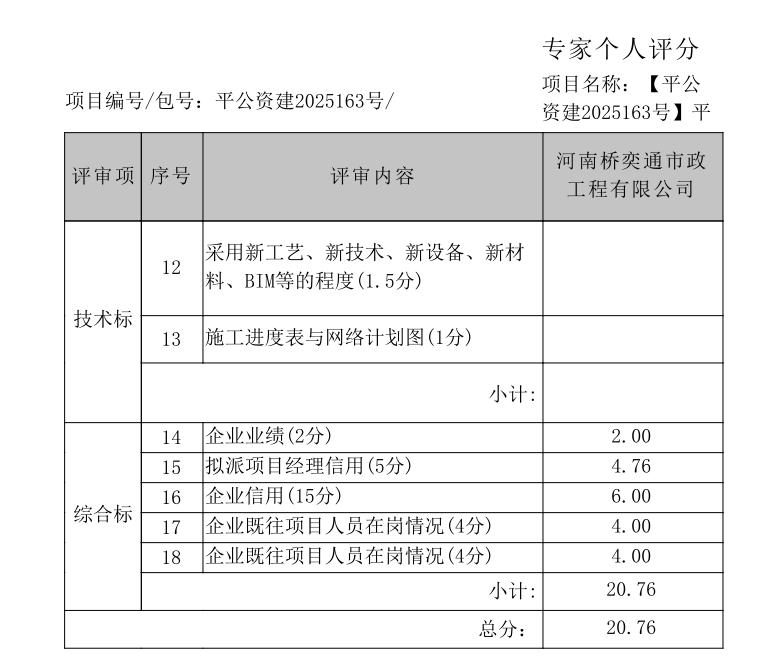 专家个人评分
项目编号/包号：平公资建2025163号/
项目名称：【平公
资建2025163号】平
评审项 序号 评审内容 河南桥奕通市政
工程有限公司
技术标
12 采用新工艺、新技术、新设备、新材
料、BIM等的程度(1.5分)
13 施工进度表与网络计划图(1分)
小计:
综合标
14 企业业绩(2分) 2.00
15 拟派项目经理信用(5分) 4.76
16 企业信用(15分) 6.00
17 企业既往项目人员在岗情况(4分) 4.00
18 企业既往项目人员在岗情况(4分) 4.00
小计: 20.76
总分： 20.76